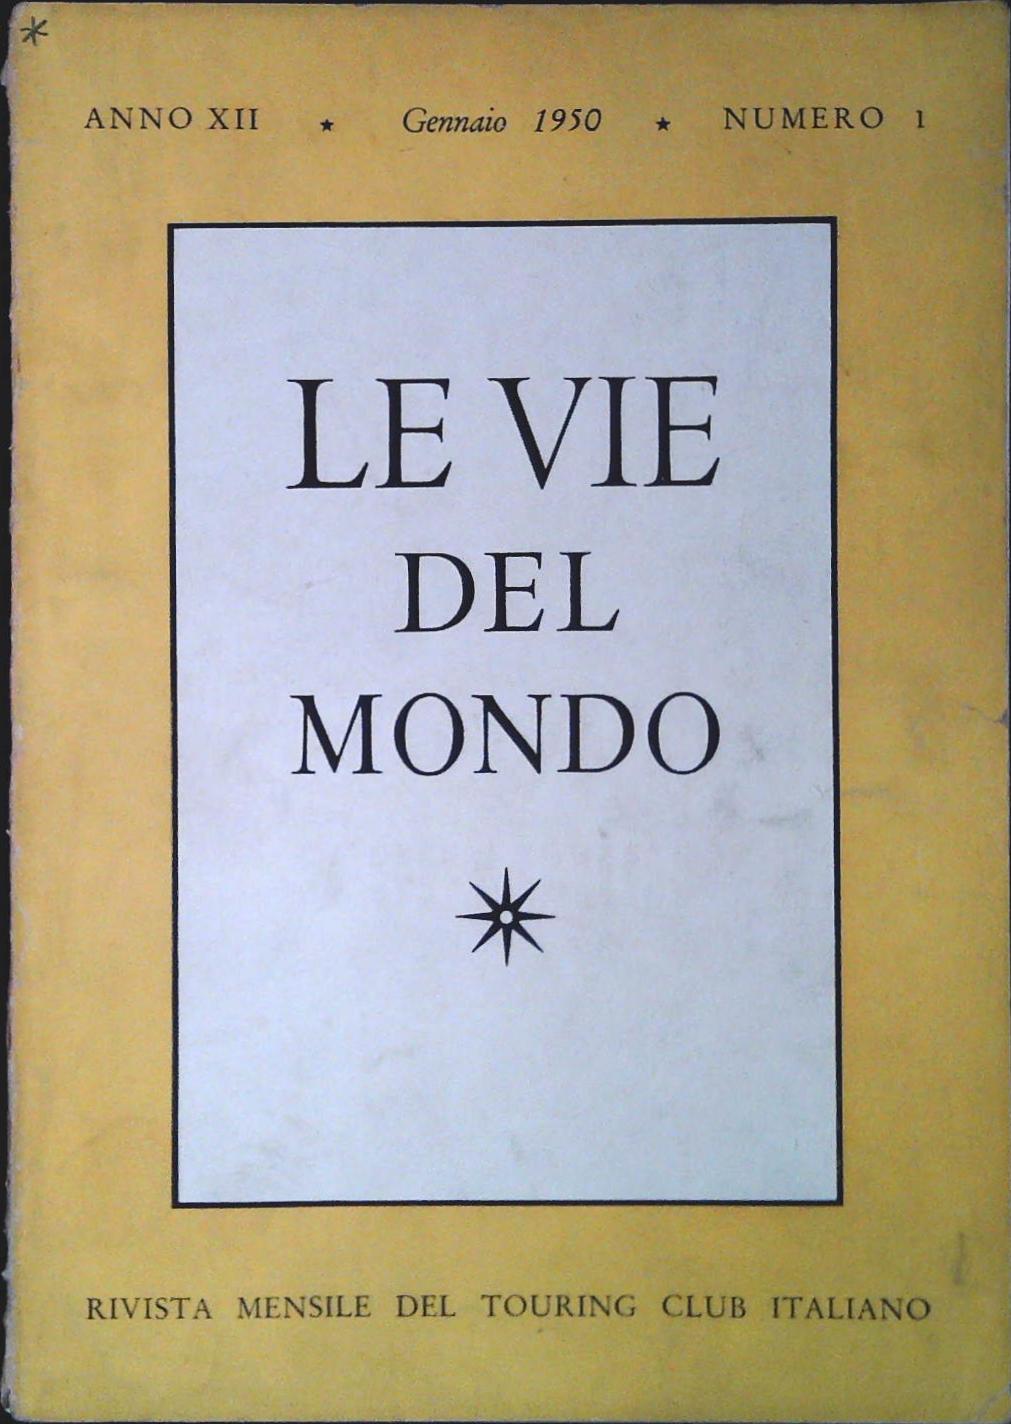 ANNO XII ★ Gennaio 1950 ★ NUMERO 1
LE VIE
DEL
MONDO
RIVISTA MENSILE DEL TOURING CLUB ITALIANO